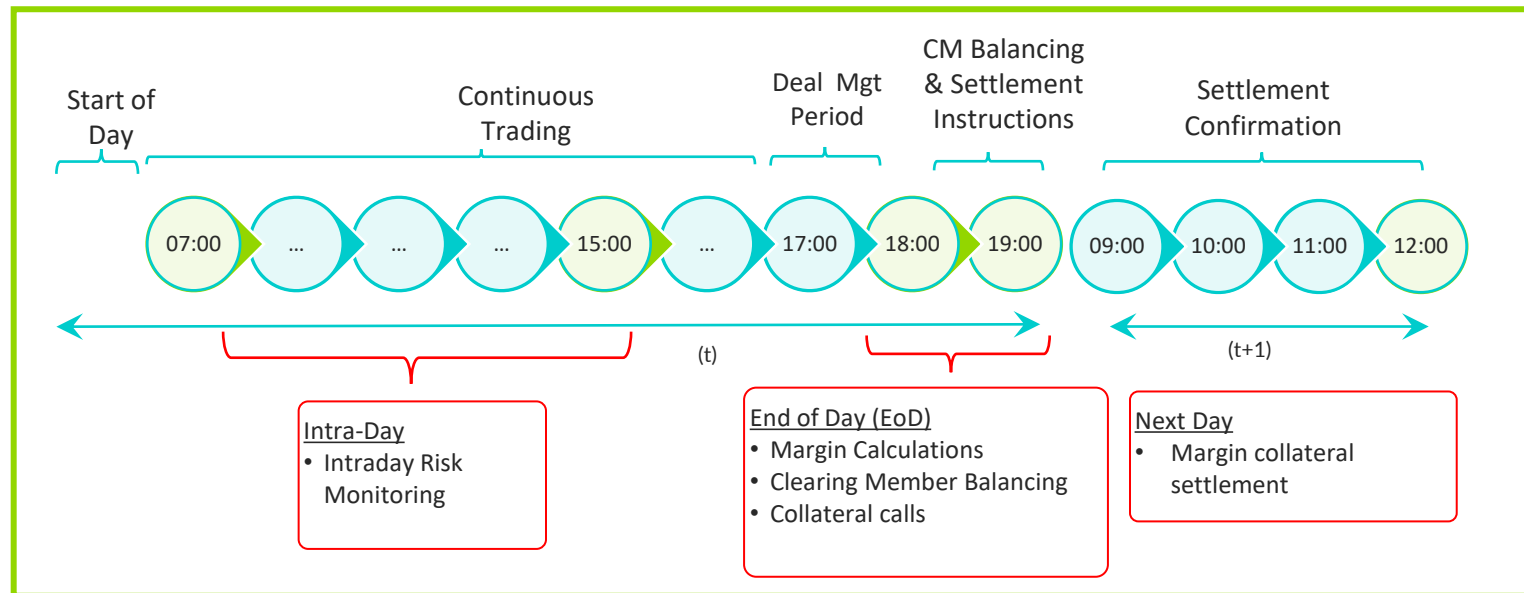 Start of
Day
Continuous
Trading
Deal Mgt
Period
CM Balancing
& Settlement
Instructions
Settlement
Confirmation
07:00
...
...
...
15:00
...
17:00
18:00
19:00
09:00
10:00
11:00
12:00
(t)
(t+1)
Intra-Day
• Intraday Risk
Monitoring
End of Day (EoD)
• Margin Calculations
• Clearing Member Balancing
• Collateral calls
Next Day
• Margin collateral
settlement